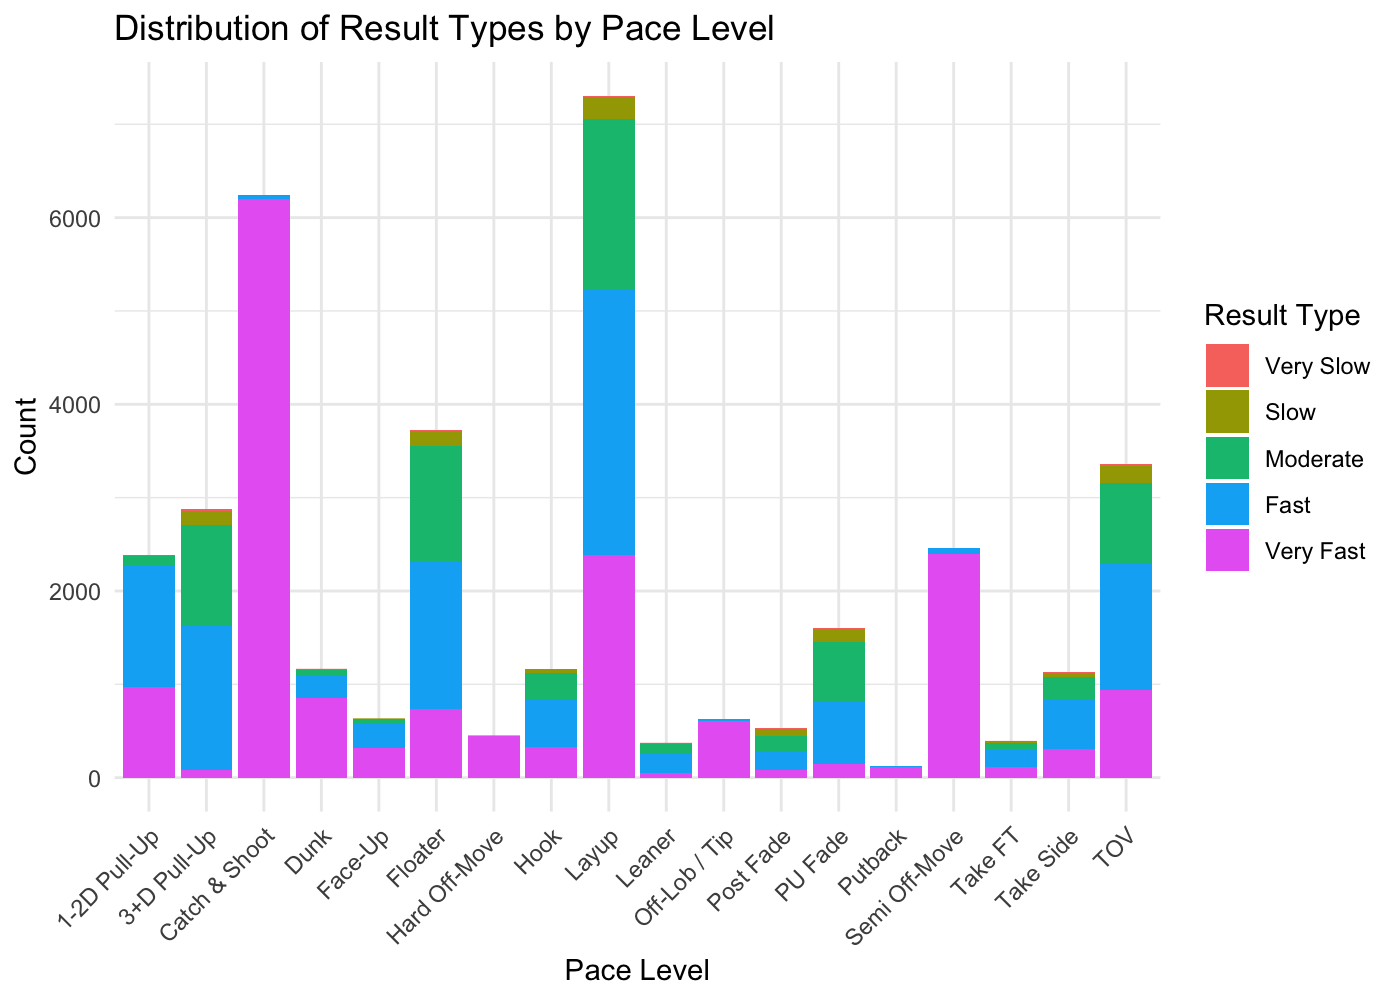 Distribution of Result Types by Pace Level
Count
6000
4000
2000
0
1-2D Pull-Up
3+D Pull-Up
Catch & Shoot
Dunk
Face-Up
Floater
Hard Off-Move
Hook
Layup
Leaner
Off-Lob / Tip
Post Fade
PU Fade
Putback
Semi Off-Move
Take FT
Take Side
TOV
Pace Level
Result Type
Very Slow
Slow
Moderate
Fast
Very Fast